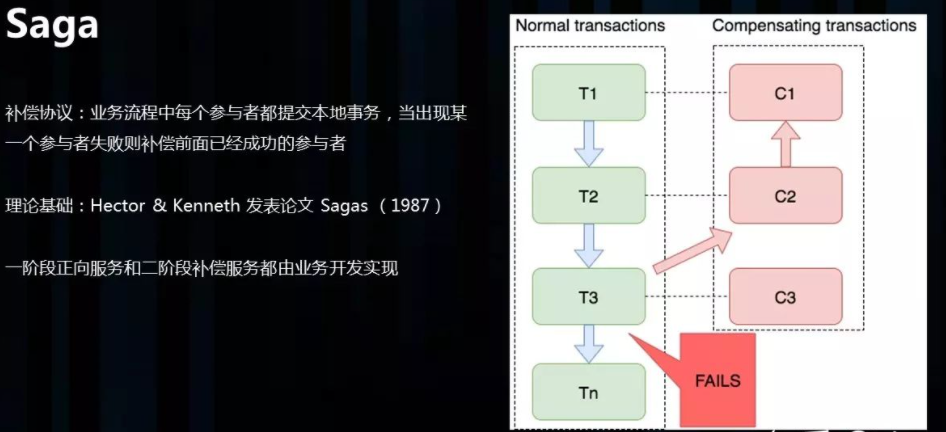 Saga
补偿协议：业务流程中每个参与者都提交本地事务，当出现某
一个参与者失败则补偿前面已经成功的参与者
理论基础：Hector & Kenneth 发表论文 Sagas （1987）
一阶段正向服务和二阶段补偿服务都由业务开发实现
Normal transactions
Compensating transactions
T1
C1
T2
C2
T3
C3
FAILS
Tn